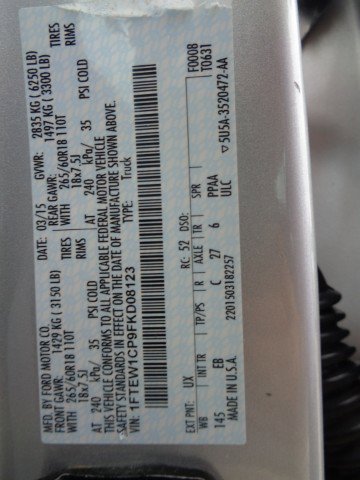 MFD. BY FORD MOTOR CO.
DATE: 03/15 GVWR: 2835 KG ( 6250 LB)
FRONT GAWR: 1429 KG ( 3150 LB) REAR GAWR: 1497 KG ( 3300 LB)
265/60R18 110T WITH 265/60R18 110T TIRES
18x7.5J 18x7.5J RIMS
AT 240 kPa/ 35 PSI COLD AT 240 kPa/ 35 PSI COLD
THIS VEHICLE CONFORMS TO ALL APPLICABLE FEDERAL MOTOR VEHICLE
SAFETY STANDARDS IN EFFECT ON THE DATE OF MANUFACTURE SHOWN ABOVE.
VIN: 1FTEW1CP9FKD08123 TYPE: Truck
F0008
T0631
EXT PNT: UX RC: 52 DSO:
WB INT TR TP/PS R AXLE TR SPR
145 EB C 27 6 PPAA
2201503182257 ULC
MADE IN U.S.A. ▽5U5A-3520472-AA